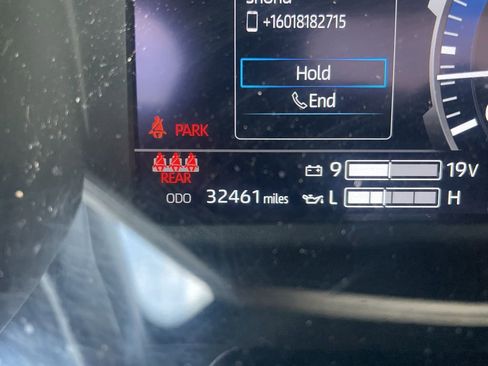 +16018182715
Hold
End
PARK
REAR
9 19V
ODO 32461 miles
L H